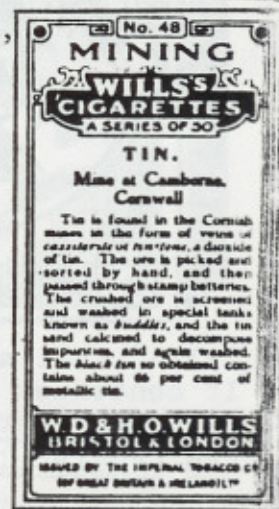 No. 48
MINING
WILLS'S
CIGARETTES
A SERIES OF 50
TIN.
Mine at Camborne,
Cornwall
Tin is found in the Cornish
mines in the form of veins of
cassiterite or tin-stone, a dioxide
of tin. The ore is picked and
sorted by hand, and then
passed through stamp batteries.
The crushed ore is screened
and washed in special tanks
known as buddles, and the tin
sand calcined to decompose
impurities, and again washed.
The black tin so obtained con-
tains about 66 per cent of
metallic tin.
W.D & H.O. WILLS
BRISTOL & LONDON
ISSUED BY THE IMPERIAL TOBACCO CO
(OF GREAT BRITAIN & IRELAND) LTD